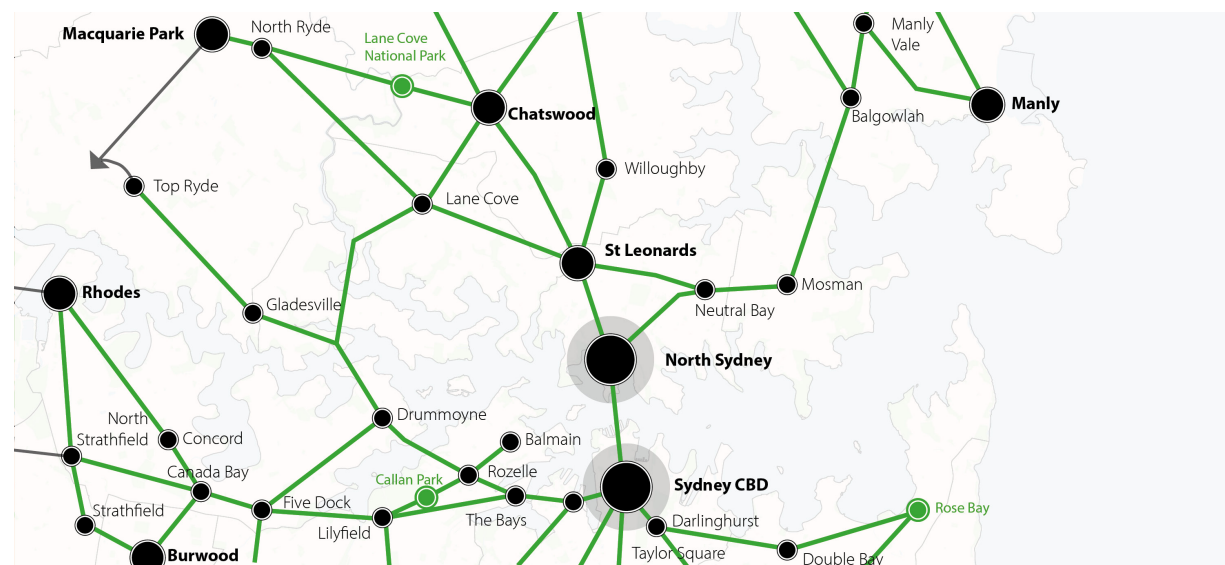 North Ryde
Macquarie Park
Manly
Vale
Lane Cove
National Park
Chatswood
Manly
Balgowlah
Willoughby
Top Ryde
Lane Cove
St Leonards
Rhodes
Mosman
Gladesville
Neutral Bay
North Sydney
North
Strathfield
Concord
Drummoyne
Balmain
Canada Bay
Callan Park
Rozelle
Sydney CBD
Strathfield
Five Dock
Lilyfield
The Bays
Darlinghurst
Rose Bay
Taylor Square
Burwood
Double Bay